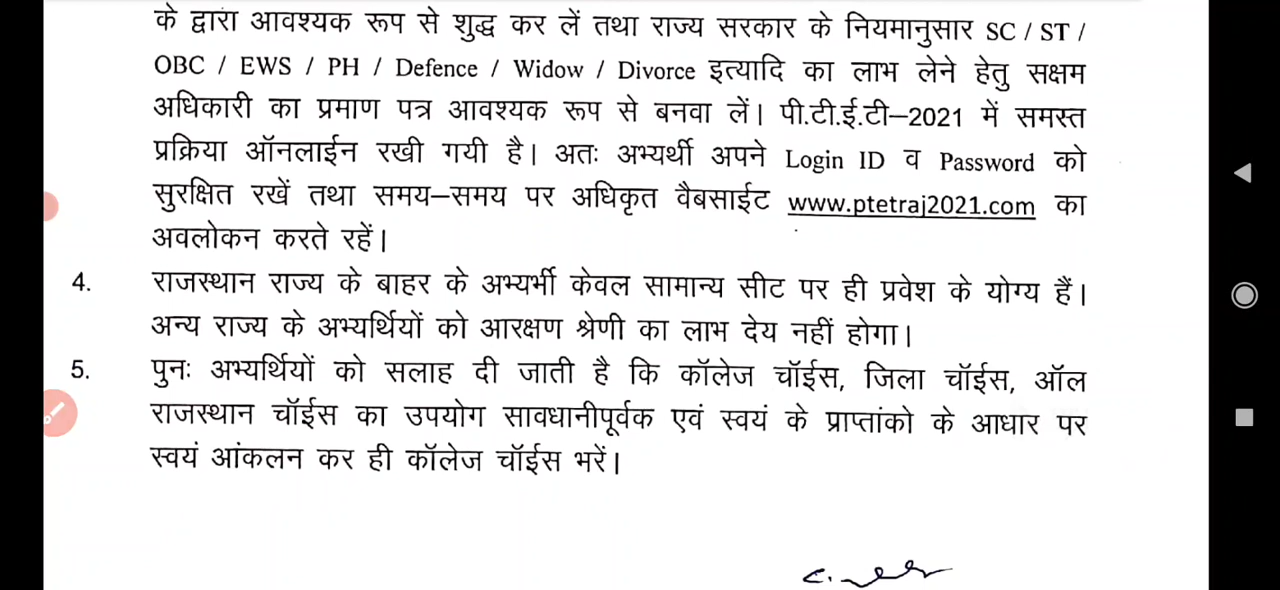 के द्वारा आवश्यक रूप से शुद्ध कर लें तथा राज्य सरकार के नियमानुसार SC / ST /
OBC / EWS / PH / Defence / Widow / Divorce इत्यादि का लाभ लेने हेतु सक्षम
अधिकारी का प्रमाण पत्र आवश्यक रूप से बनवा लें। पी.टी.ई.टी–2021 में समस्त
प्रक्रिया ऑनलाईन रखी गयी है। अतः अभ्यर्थी अपने Login ID व Password को
सुरक्षित रखें तथा समय–समय पर अधिकृत वैबसाईट www.ptetraj2021.com का
अवलोकन करते रहें।
4. राजस्थान राज्य के बाहर के अभ्यर्भी केवल सामान्य सीट पर ही प्रवेश के योग्य हैं।
अन्य राज्य के अभ्यर्थियों को आरक्षण श्रेणी का लाभ देय नहीं होगा।
5. पुनः अभ्यर्थियों को सलाह दी जाती है कि कॉलेज चॉईस, जिला चॉईस, ऑल
राजस्थान चॉईस का उपयोग सावधानीपूर्वक एवं स्वयं के प्राप्तांको के आधार पर
स्वयं आंकलन कर ही कॉलेज चॉईस भरें।